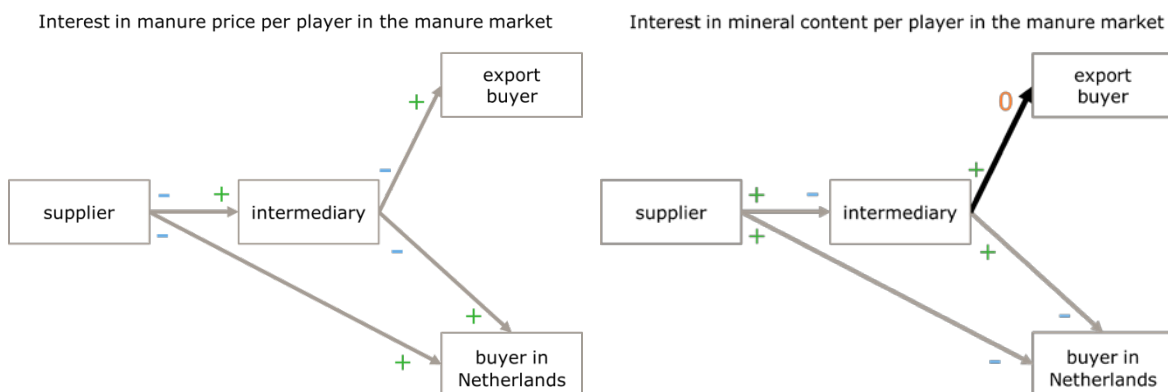 Interest in manure price per player in the manure market
export
buyer
+
-
-
+
supplier
intermediary
-
-
+
+
buyer in
Netherlands
Interest in mineral content per player in the manure market
export
buyer
0
+
+
-
supplier
intermediary
+
+
-
-
buyer in
Netherlands